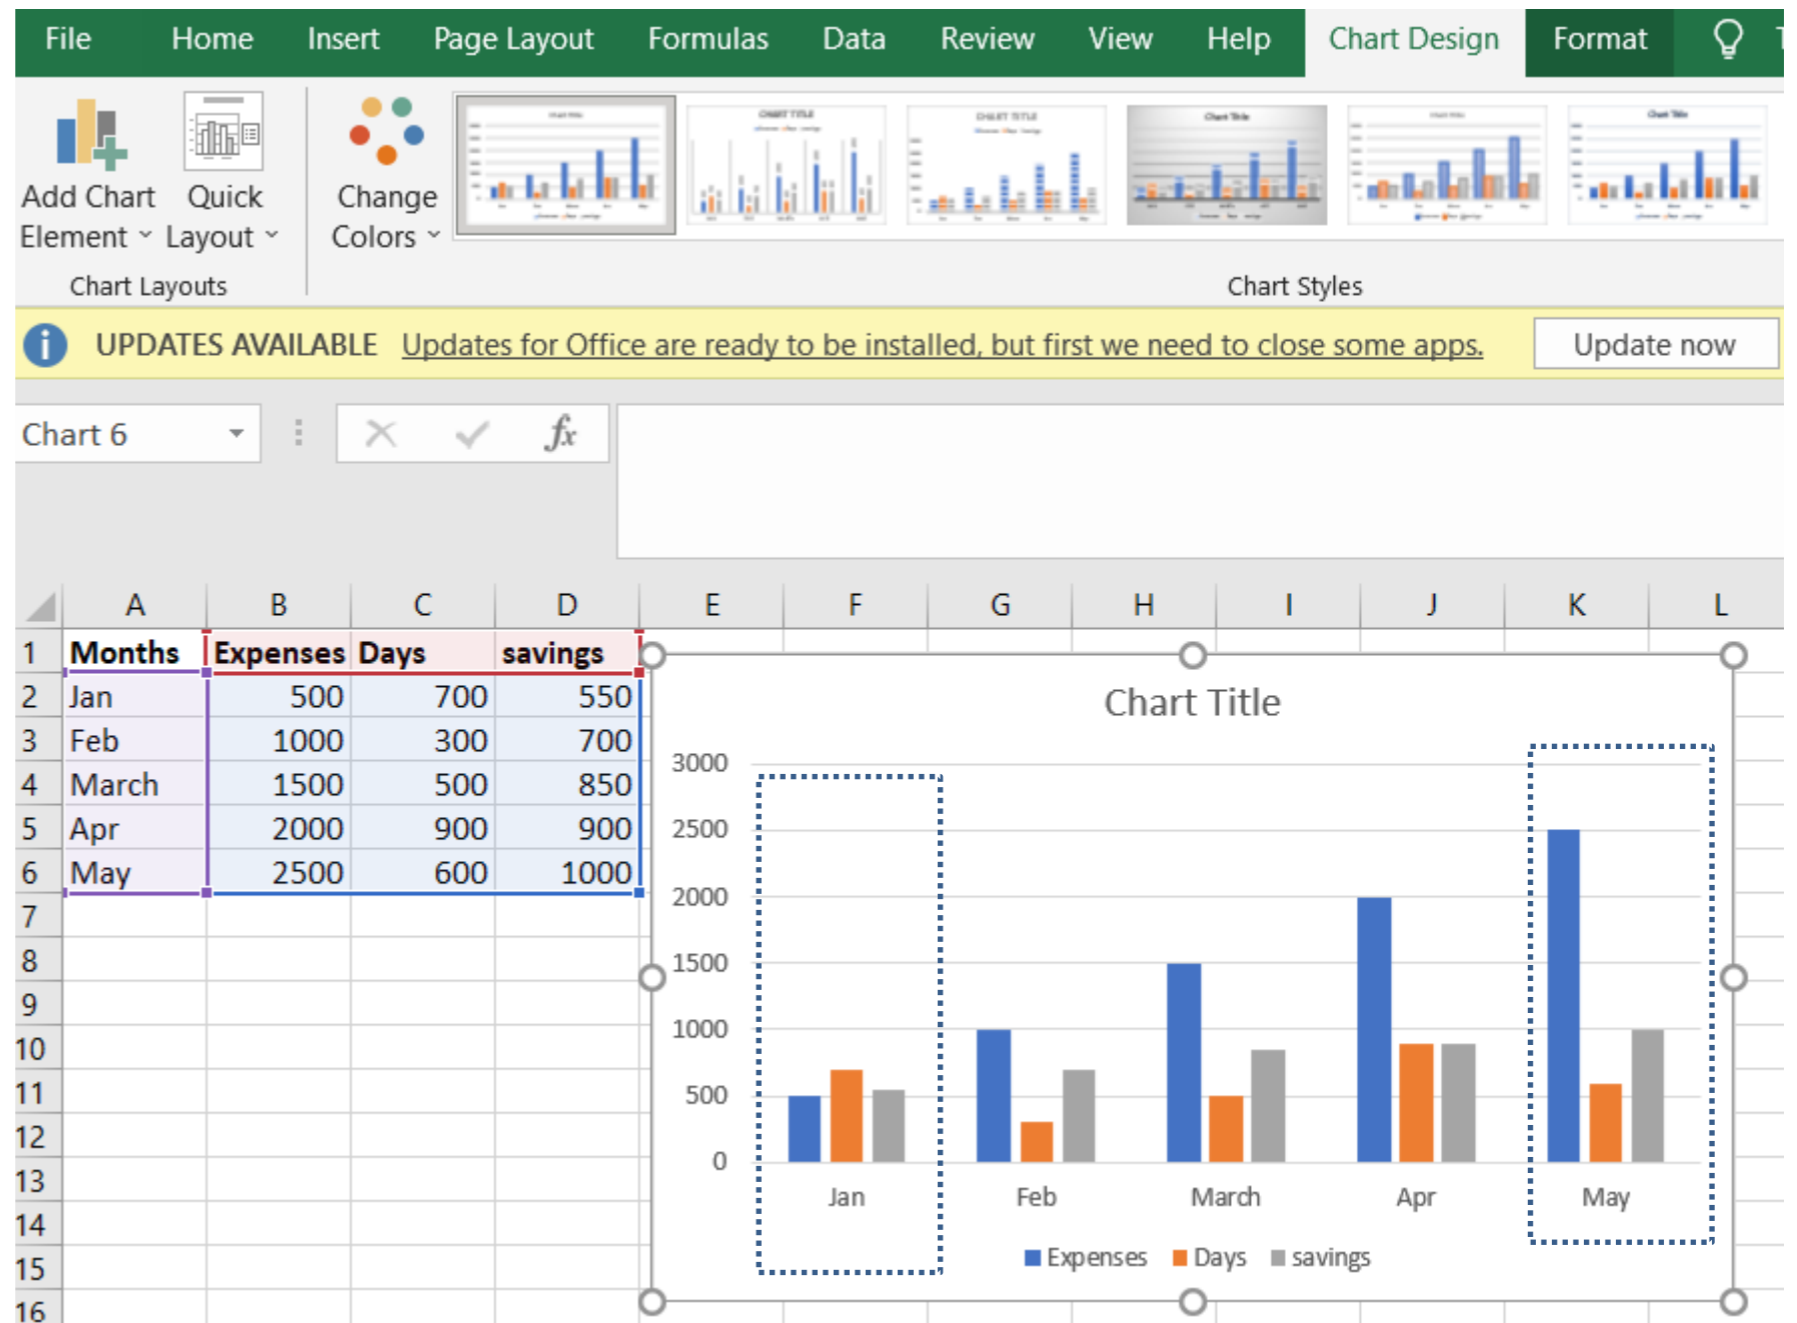 File Home Insert Page Layout Formulas Data Review View Help Chart Design Format
Add Chart Element
Quick Layout
Change Colors
Chart Layouts
Chart Styles
UPDATES AVAILABLE Updates for Office are ready to be installed, but first we need to close some apps. Update now
Chart 6 fx
A B C D E F G H I J K L
1 Months Expenses Days savings
2 Jan 500 700 550
3 Feb 1000 300 700
4 March 1500 500 850
5 Apr 2000 900 900
6 May 2500 600 1000
7
8
9
10
11
12
13
14
15
16
Chart Title
3000
2500
2000
1500
1000
500
0
Jan Feb March Apr May
Expenses Days savings